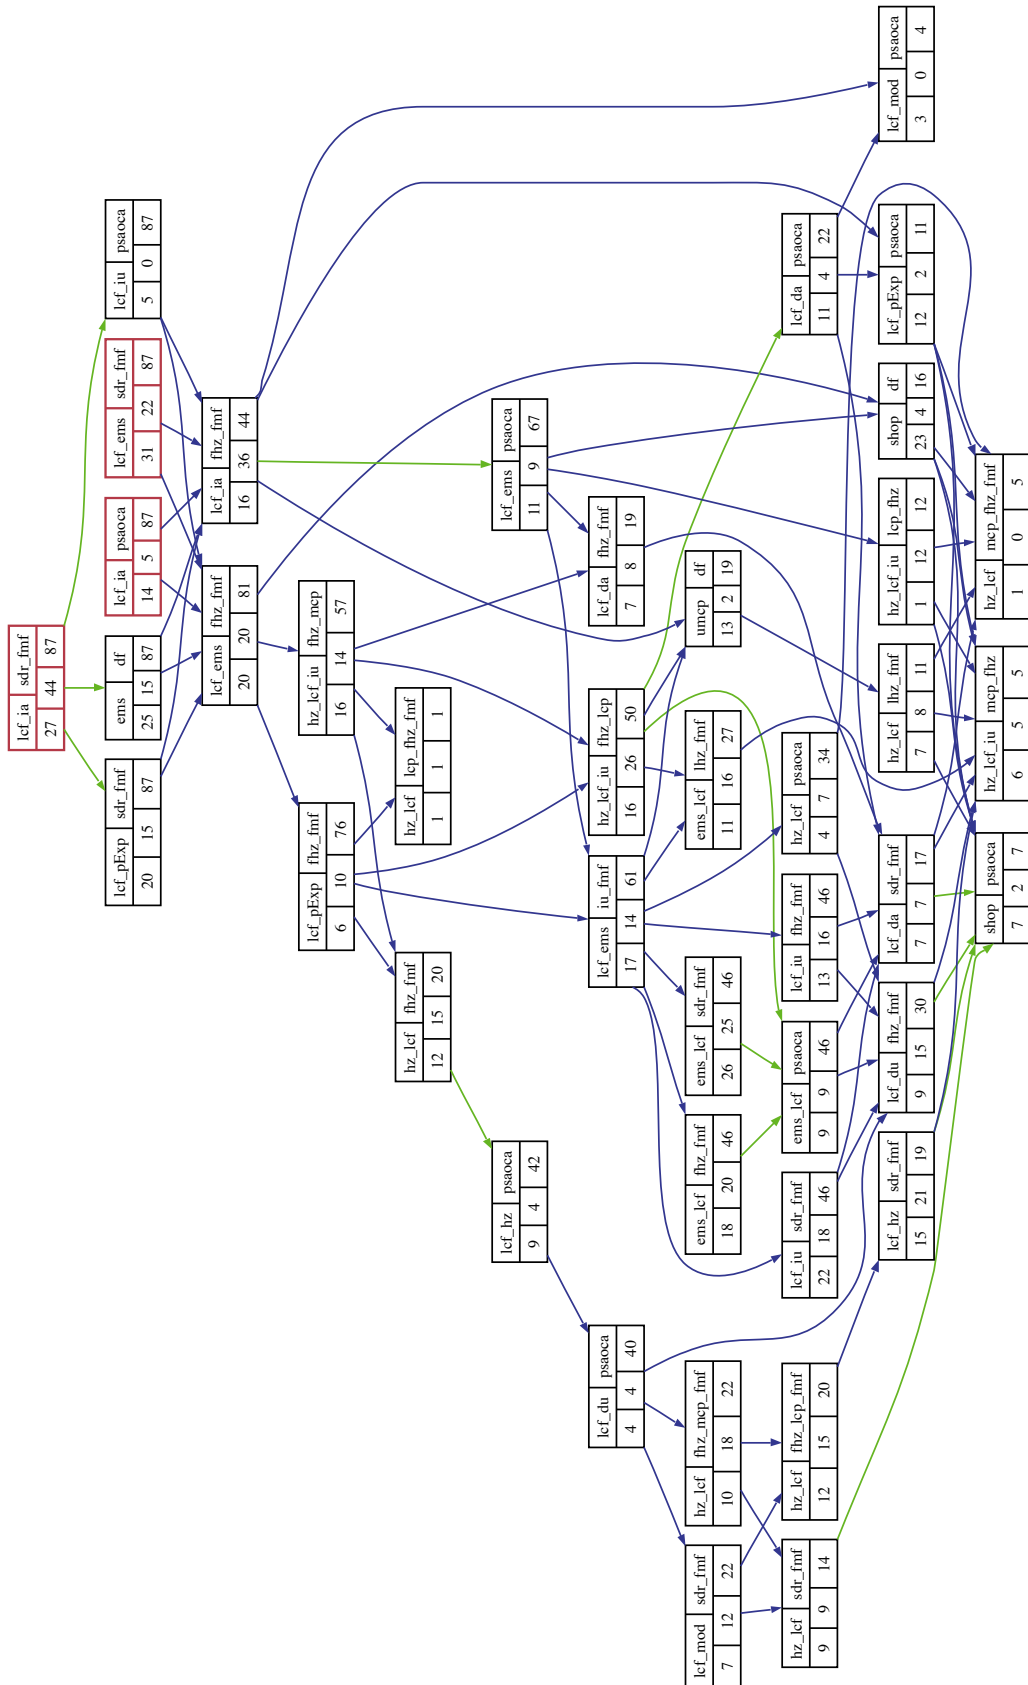 lcf_ia sdr_fmf
27 44 87
lcf_pExp sdr_fmf
20 15 87
ems df
25 15 87
lcf_ia psaoca
14 5 87
lcf_ems sdr_fmf
31 22 87
lcf_iu psaoca
5 0 87
lcf_ems fhz_fmf
20 20 81
lcf_ia fhz_fmf
16 36 44
lcf_pExp fhz_fmf
6 10 76
hz_lcf_iu fhz_mcp
16 14 57
hz_lcf fhz_fmf
12 15 20
hz_lcf lcp_fhz_fmf
1 1 1
lcf_hz psaoca
9 4 42
lcf_ems psaoca
11 9 67
lcf_du psaoca
4 4 40
lcf_ems iu_fmf
17 14 61
hz_lcf_iu fhz_lcp
16 26 50
lcf_da fhz_fmf
7 8 19
lcf_mod sdr_fmf
7 12 22
hz_lcf fhz_mcp_fmf
10 18 22
ems_lcf fhz_fmf
18 20 46
ems_lcf sdr_fmf
26 25 46
ems_lcf lhz_fmf
11 16 27
umcp df
13 2 19
hz_lcf sdr_fmf
9 9 14
hz_lcf fhz_lcp_fmf
12 15 20
lcf_iu sdr_fmf
22 18 46
ems_lcf psaoca
9 9 46
lcf_iu fhz_fmf
13 16 46
hz_lcf psaoca
4 7 34
lcf_da psaoca
11 4 22
lcf_hz sdr_fmf
15 21 19
lcf_du fhz_fmf
9 15 30
lcf_da sdr_fmf
7 7 17
hz_lcf lhz_fmf
7 8 11
hz_lcf_iu lcp_fhz
1 12 12
shop df
23 4 16
lcf_pExp psaoca
12 2 11
lcf_mod psaoca
3 0 4
shop psaoca
7 2 7
hz_lcf_iu mcp_fhz
6 5 5
hz_lcf mcp_fhz_fmf
1 0 5